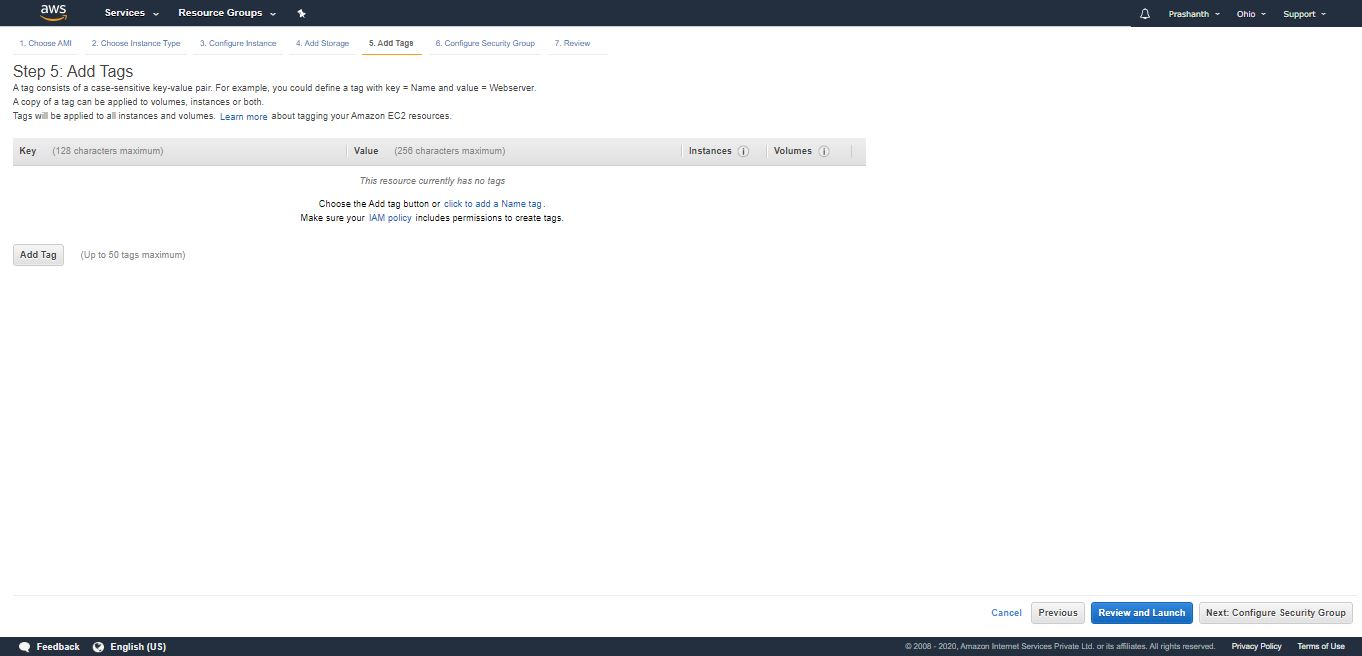 aws Services Resource Groups Prashanth Ohio Support
1. Choose AMI 2. Choose Instance Type 3. Configure Instance 4. Add Storage 5. Add Tags 6. Configure Security Group 7. Review
Step 5: Add Tags
A tag consists of a case-sensitive key-value pair. For example, you could define a tag with key = Name and value = Webserver.
A copy of a tag can be applied to volumes, instances or both.
Tags will be applied to all instances and volumes. Learn more about tagging your Amazon EC2 resources.
Key (128 characters maximum) Value (256 characters maximum) Instances i Volumes i
This resource currently has no tags
Choose the Add tag button or click to add a Name tag.
Make sure your IAM policy includes permissions to create tags.
Add Tag (Up to 50 tags maximum)
Cancel Previous Review and Launch Next: Configure Security Group
Feedback English (US) © 2008 - 2020, Amazon Internet Services Private Ltd. or its affiliates. All rights reserved. Privacy Policy Terms of Use